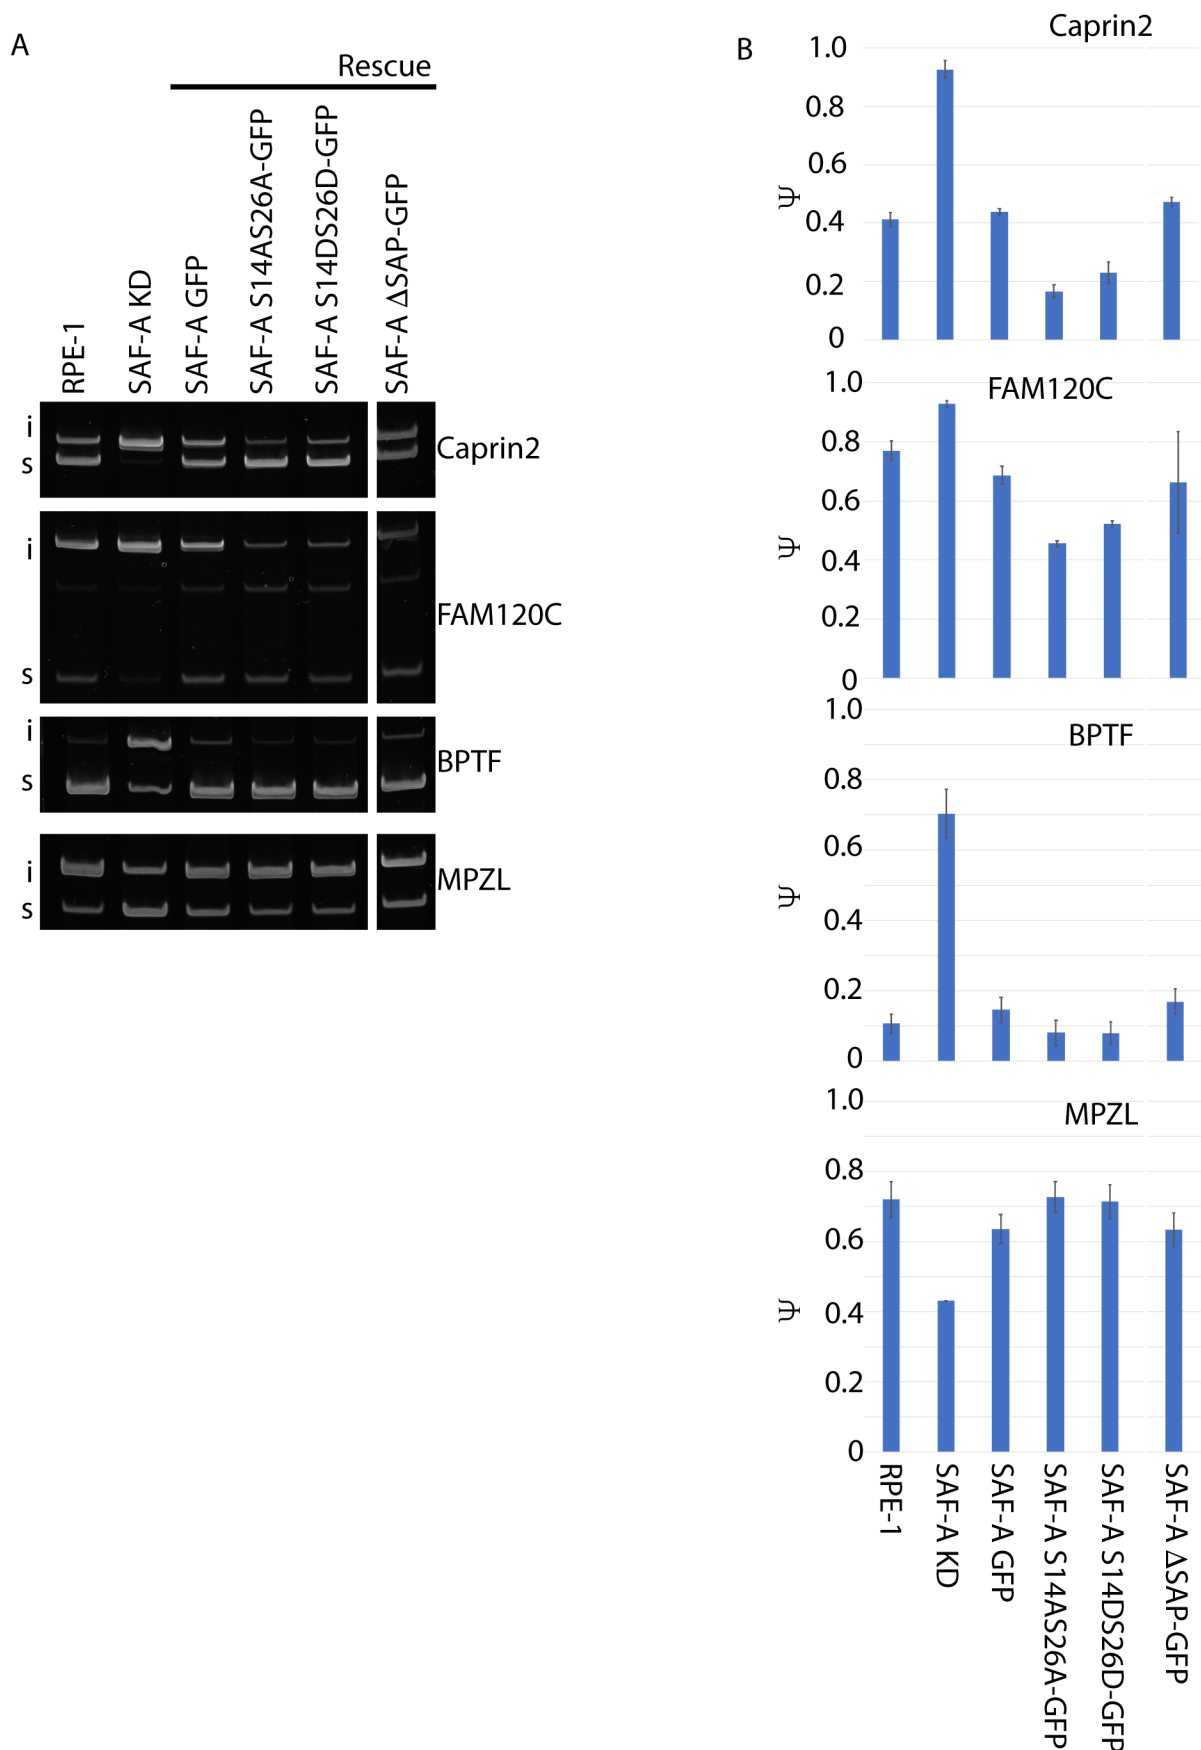 A
Rescue
RPE-1
SAF-A KD
SAF-A GFP
SAF-A S14AS26A-GFP
SAF-A S14DS26D-GFP
SAF-A ΔSAP-GFP
i
s
Caprin2
i
s
FAM120C
i
s
BPTF
i
s
MPZL
B
Caprin2
1.0
0.8
0.6
Ψ
0.4
0.2
0
FAM120C
1.0
0.8
0.6
Ψ
0.4
0.2
0
1.0
BPTF
0.8
0.6
Ψ
0.4
0.2
0
1.0
MPZL
0.8
0.6
Ψ
0.4
0.2
0
RPE-1
SAF-A KD
SAF-A GFP
SAF-A S14AS26A-GFP
SAF-A S14DS26D-GFP
SAF-A ΔSAP-GFP